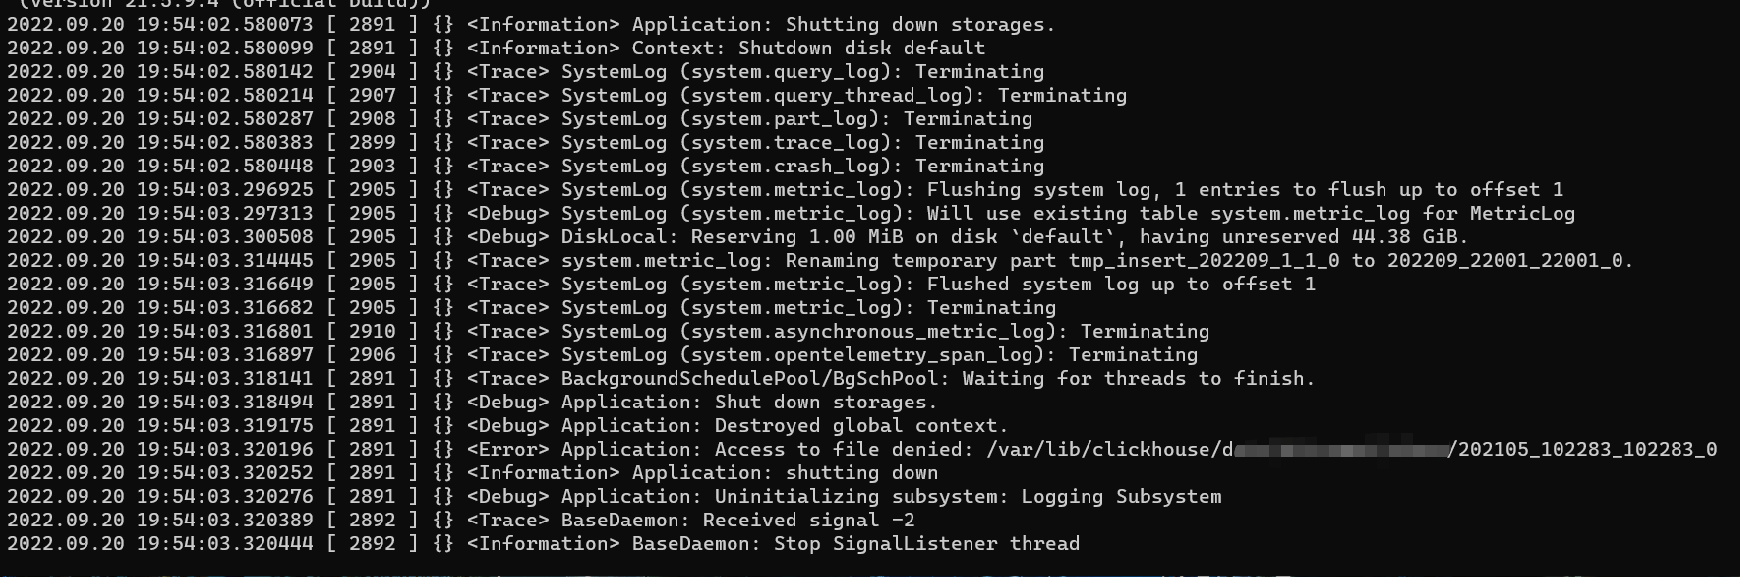 (version 21.3.9.4 (official build))
2022.09.20 19:54:02.580073 [ 2891 ] {} <Information> Application: Shutting down storages.
2022.09.20 19:54:02.580099 [ 2891 ] {} <Information> Context: Shutdown disk default
2022.09.20 19:54:02.580142 [ 2904 ] {} <Trace> SystemLog (system.query_log): Terminating
2022.09.20 19:54:02.580214 [ 2907 ] {} <Trace> SystemLog (system.query_thread_log): Terminating
2022.09.20 19:54:02.580287 [ 2908 ] {} <Trace> SystemLog (system.part_log): Terminating
2022.09.20 19:54:02.580383 [ 2899 ] {} <Trace> SystemLog (system.trace_log): Terminating
2022.09.20 19:54:02.580448 [ 2903 ] {} <Trace> SystemLog (system.crash_log): Terminating
2022.09.20 19:54:03.296925 [ 2905 ] {} <Trace> SystemLog (system.metric_log): Flushing system log, 1 entries to flush up to offset 1
2022.09.20 19:54:03.297313 [ 2905 ] {} <Debug> SystemLog (system.metric_log): Will use existing table system.metric_log for MetricLog
2022.09.20 19:54:03.300508 [ 2905 ] {} <Debug> DiskLocal: Reserving 1.00 MiB on disk `default`, having unreserved 44.38 GiB.
2022.09.20 19:54:03.314445 [ 2905 ] {} <Trace> system.metric_log: Renaming temporary part tmp_insert_202209_1_1_0 to 202209_22001_22001_0.
2022.09.20 19:54:03.316649 [ 2905 ] {} <Trace> SystemLog (system.metric_log): Flushed system log up to offset 1
2022.09.20 19:54:03.316682 [ 2905 ] {} <Trace> SystemLog (system.metric_log): Terminating
2022.09.20 19:54:03.316801 [ 2910 ] {} <Trace> SystemLog (system.asynchronous_metric_log): Terminating
2022.09.20 19:54:03.316897 [ 2906 ] {} <Trace> SystemLog (system.opentelemetry_span_log): Terminating
2022.09.20 19:54:03.318141 [ 2891 ] {} <Trace> BackgroundSchedulePool/BgSchPool: Waiting for threads to finish.
2022.09.20 19:54:03.318494 [ 2891 ] {} <Debug> Application: Shut down storages.
2022.09.20 19:54:03.319175 [ 2891 ] {} <Debug> Application: Destroyed global context.
2022.09.20 19:54:03.320196 [ 2891 ] {} <Error> Application: Access to file denied: /var/lib/clickhouse/d /202105_102283_102283_0
2022.09.20 19:54:03.320252 [ 2891 ] {} <Information> Application: shutting down
2022.09.20 19:54:03.320276 [ 2891 ] {} <Debug> Application: Uninitializing subsystem: Logging Subsystem
2022.09.20 19:54:03.320389 [ 2892 ] {} <Trace> BaseDaemon: Received signal -2
2022.09.20 19:54:03.320444 [ 2892 ] {} <Information> BaseDaemon: Stop SignalListener thread